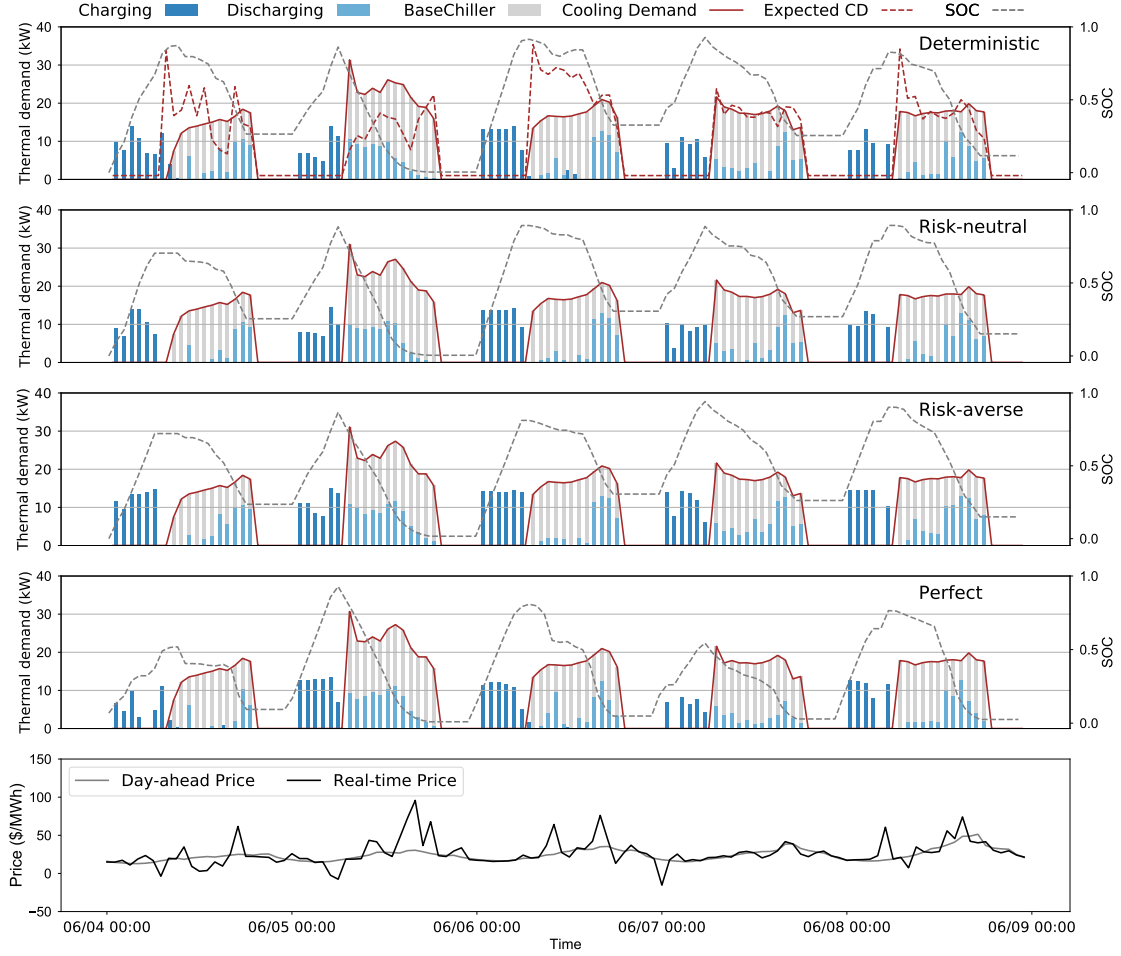 Charging Discharging BaseChiller Cooling Demand Expected CD SOC
Deterministic
Thermal demand (kW)
40
30
20
10
0
1.0
0.5
0.0
SOC
Risk-neutral
Thermal demand (kW)
40
30
20
10
0
1.0
0.5
0.0
SOC
Risk-averse
Thermal demand (kW)
40
30
20
10
0
1.0
0.5
0.0
SOC
Perfect
Thermal demand (kW)
40
30
20
10
0
1.0
0.5
0.0
SOC
Day-ahead Price Real-time Price
Price ($/MWh)
150
100
50
0
−50
06/04 00:00 06/05 00:00 06/06 00:00 06/07 00:00 06/08 00:00 06/09 00:00
Time